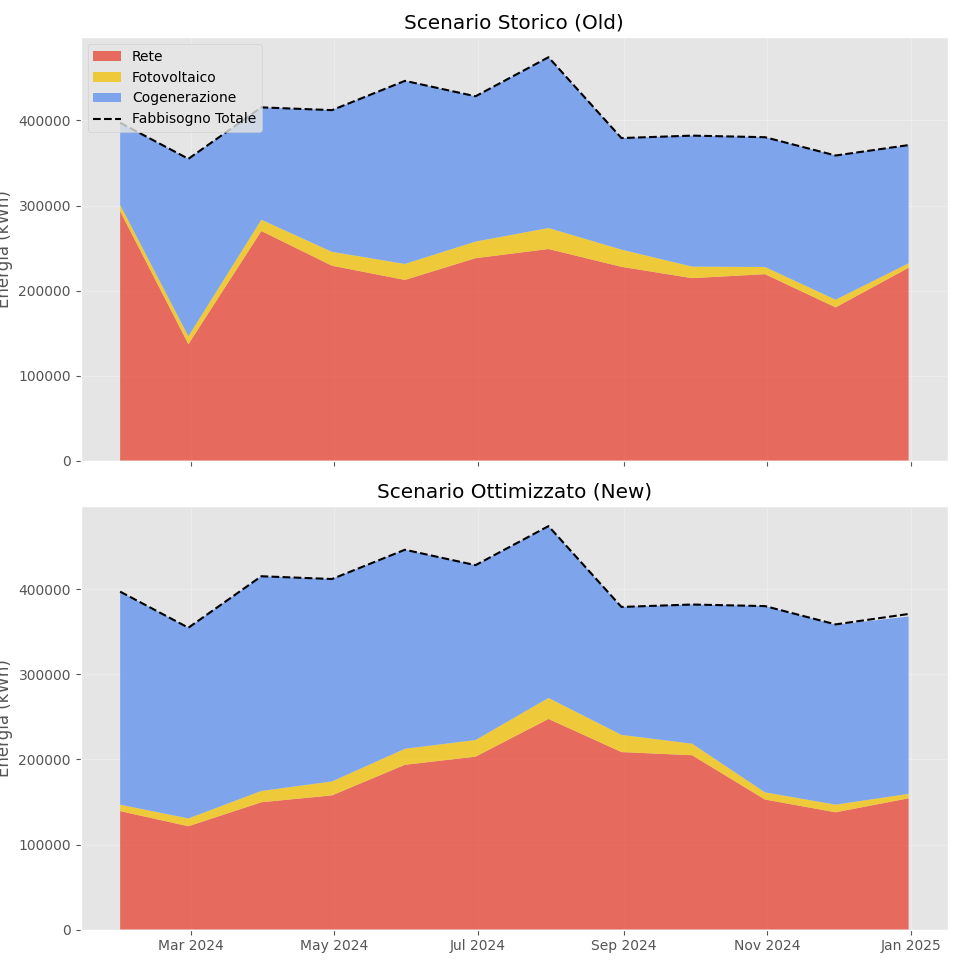 Scenario Storico (Old)
Rete
Fotovoltaico
Cogenerazione
Fabbisogno Totale
Energia (kWh)
400000
300000
200000
100000
0
Scenario Ottimizzato (New)
Energia (kWh)
400000
300000
200000
100000
0
Mar 2024
May 2024
Jul 2024
Sep 2024
Nov 2024
Jan 2025